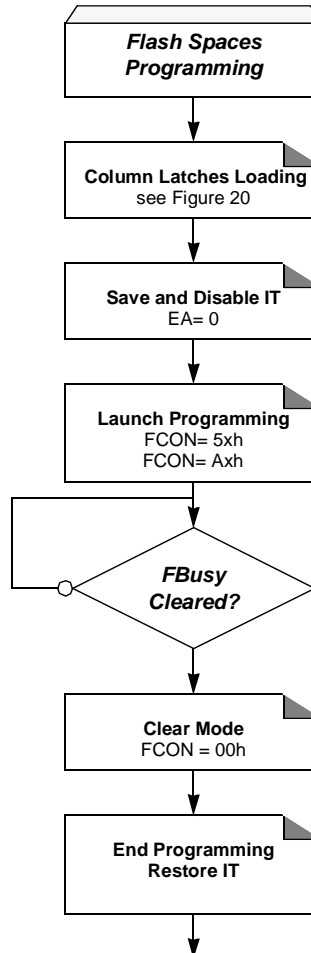 Flash Spaces
Programming
Column Latches Loading
see Figure 20
Save and Disable IT
EA= 0
Launch Programming
FCON= 5xh
FCON= Axh
FBusy
Cleared?
Clear Mode
FCON = 00h
End Programming
Restore IT